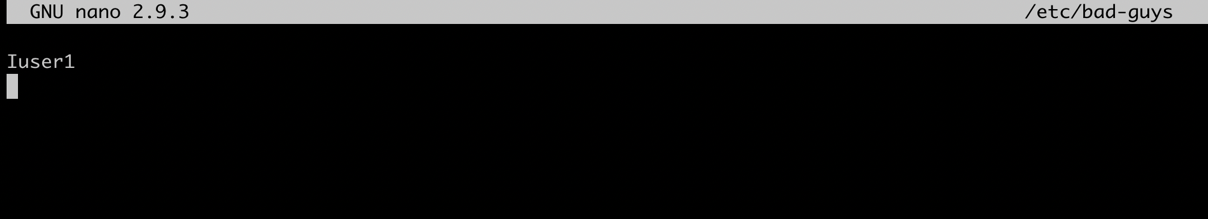 GNU nano 2.9.3 /etc/bad-guys
Iuser1